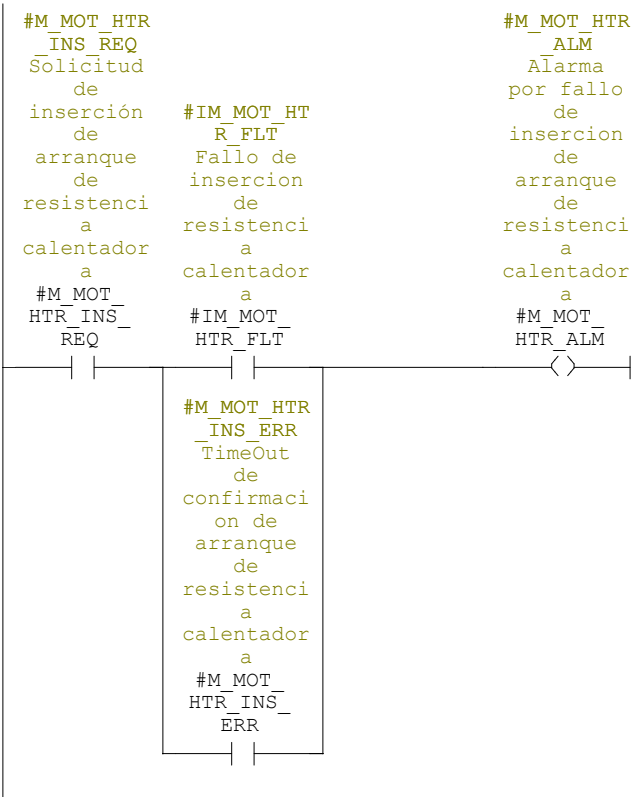 #M_MOT_HTR
_INS_REQ
Solicitud
de
inserción
de
arranque
de
resistenci
a
calentador
a
#M_MOT_
HTR_INS_
REQ
#IM_MOT_HT
R_FLT
Fallo de
insercion
de
resistenci
a
calentador
a
#IM_MOT_
HTR_FLT
#M_MOT_HTR
_ALM
Alarma
por fallo
de
insercion
de
arranque
de
resistenci
a
calentador
a
#M_MOT_
HTR_ALM
#M_MOT_HTR
_INS_ERR
TimeOut
de
confirmaci
on de
arranque
de
resistenci
a
calentador
a
#M_MOT_
HTR_INS_
ERR